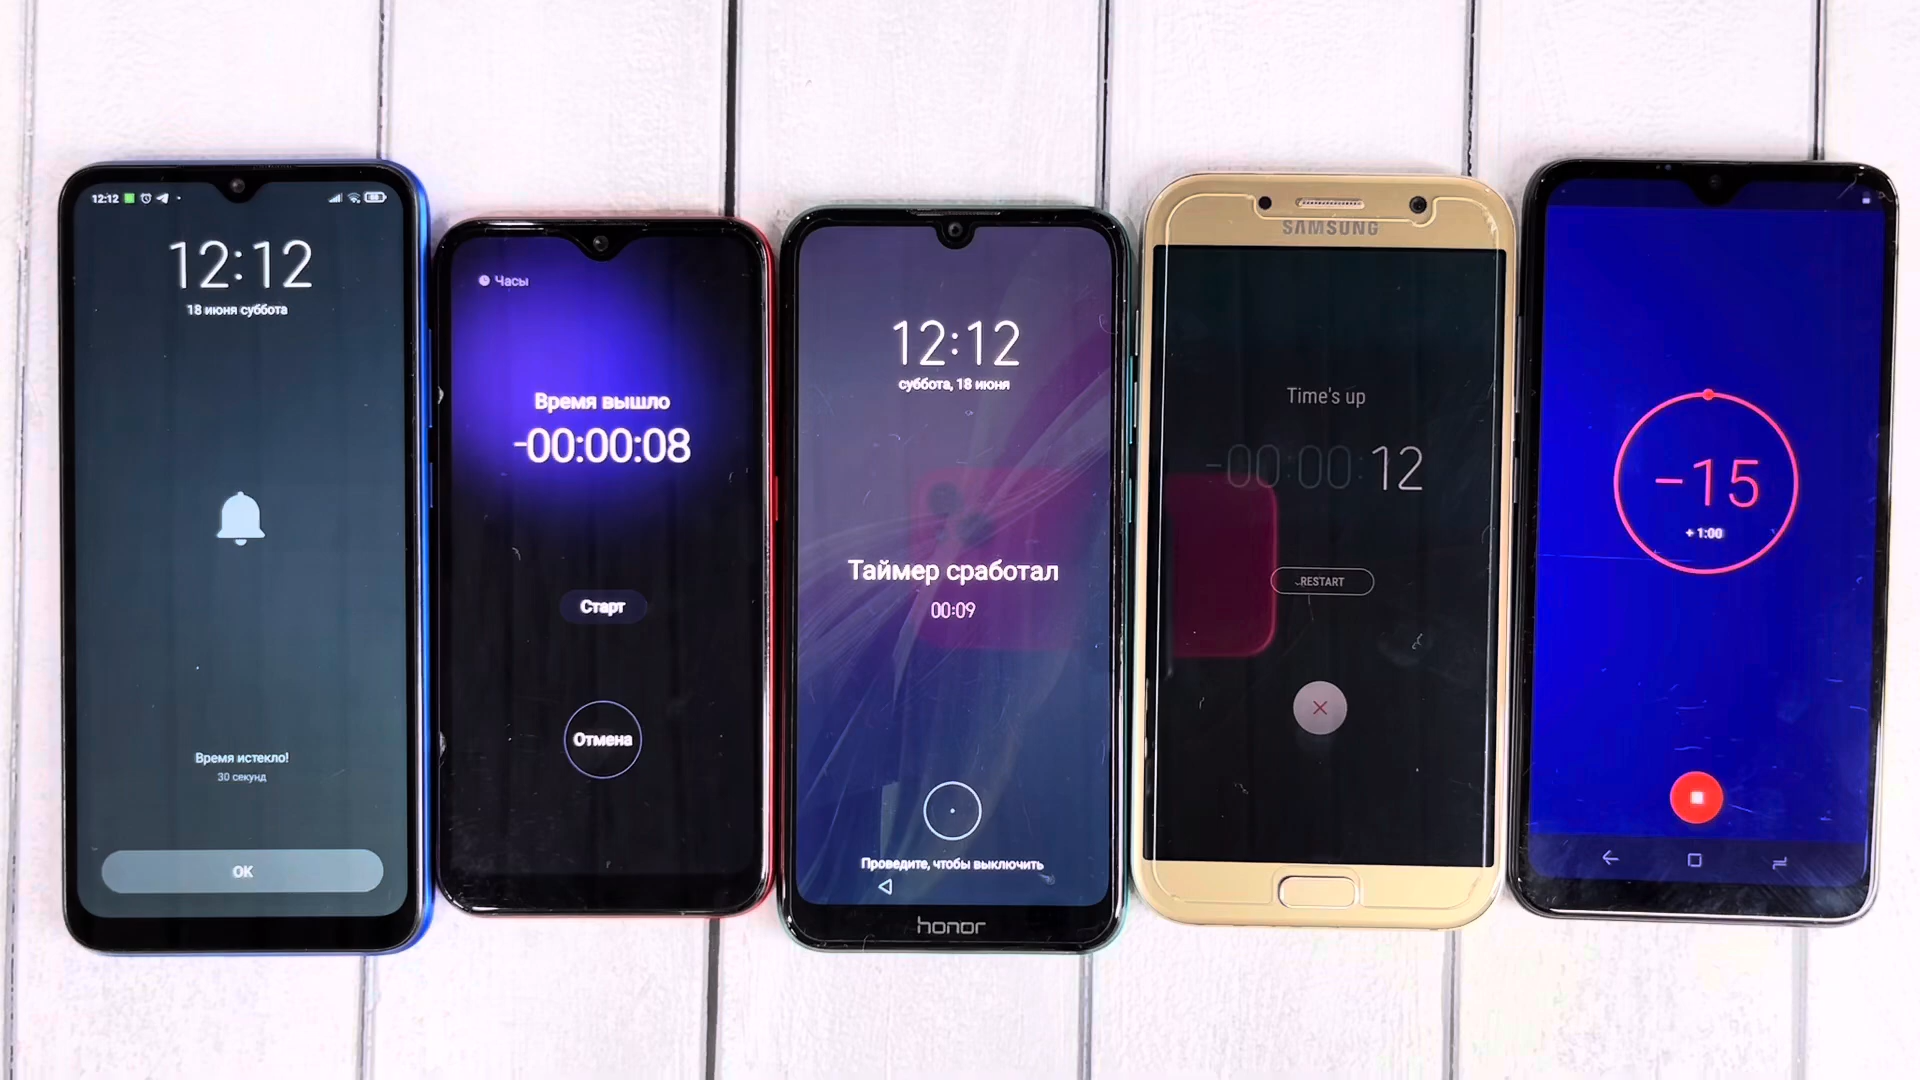 12:12
12:12
18 июня суббота
Время истекло!
30 секунд
OK
Часы
Время вышло
-00:00:08
Старт
Отмена
12:12
суббота, 18 июня
Таймер сработал
00:09
Проведите, чтобы выключить
honor
SAMSUNG
Time's up
-00:00:12
RESTART
-15
+ 1:00